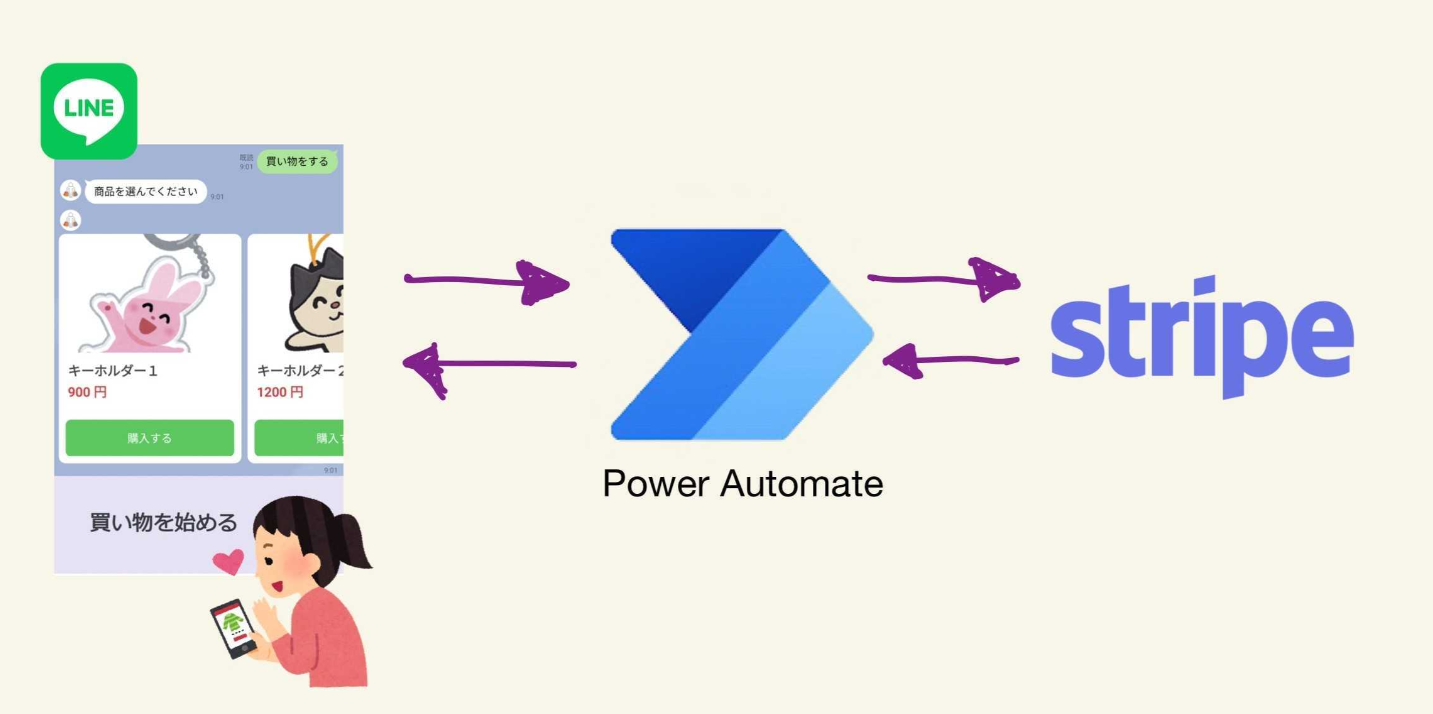 LINE
既読
9:01
買い物をする
商品を選んでください
9:01
キーホルダー1
900 円
購入する
キーホルダー2
1200 円
購入す
9:01
買い物を始める
Power Automate
stripe